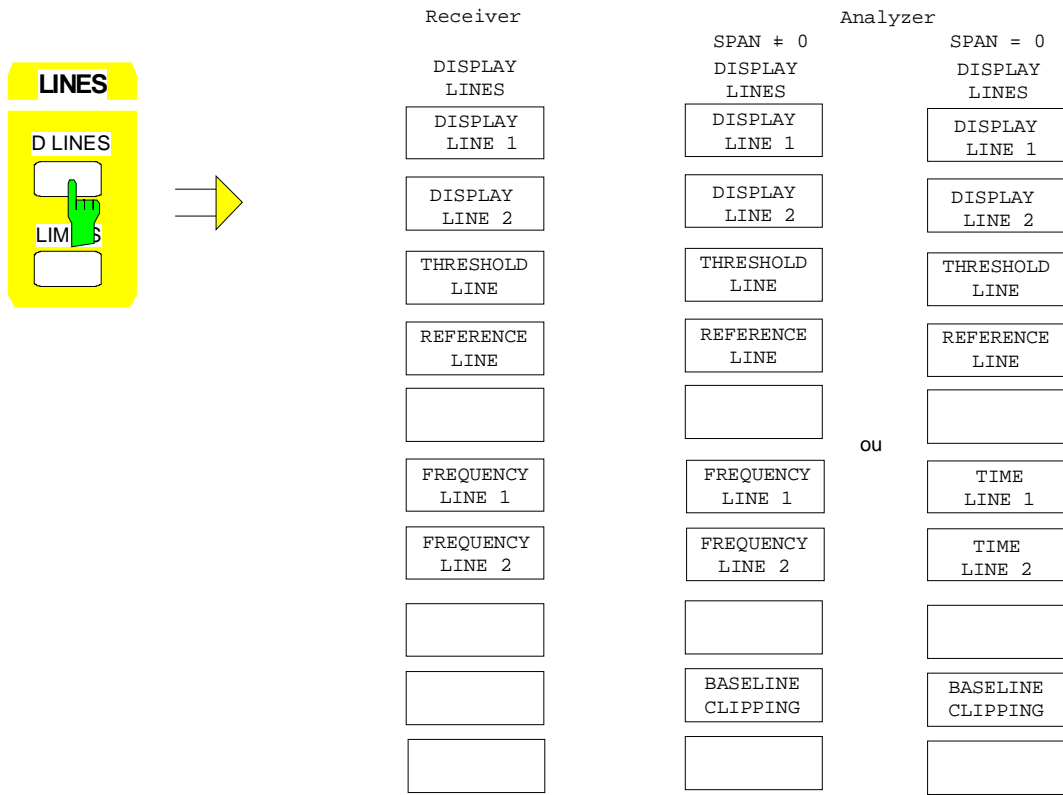 LINES
D LINES
LIM S
Receiver
DISPLAY
LINES
DISPLAY
LINE 1
DISPLAY
LINE 2
THRESHOLD
LINE
REFERENCE
LINE
FREQUENCY
LINE 1
FREQUENCY
LINE 2
Analyzer
SPAN ǂ 0
DISPLAY
LINES
DISPLAY
LINE 1
DISPLAY
LINE 2
THRESHOLD
LINE
REFERENCE
LINE
FREQUENCY
LINE 1
FREQUENCY
LINE 2
BASELINE
CLIPPING
ou
SPAN = 0
DISPLAY
LINES
DISPLAY
LINE 1
DISPLAY
LINE 2
THRESHOLD
LINE
REFERENCE
LINE
TIME
LINE 1
TIME
LINE 2
BASELINE
CLIPPING